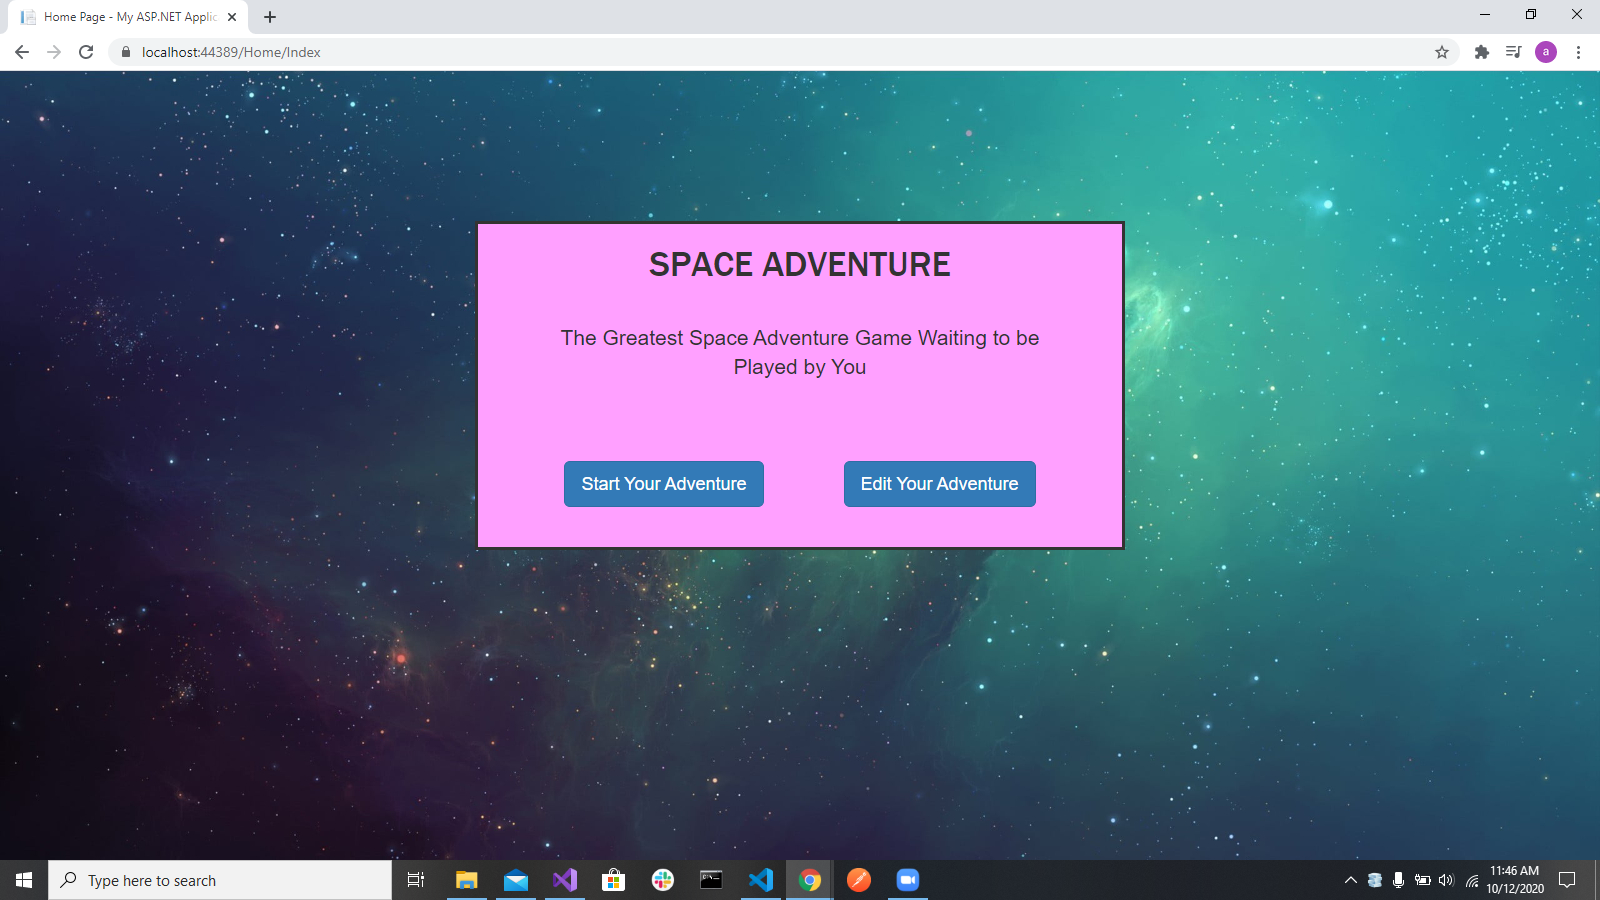 Home Page - My ASP.NET Applic
localhost:44389/Home/Index
a
SPACE ADVENTURE
The Greatest Space Adventure Game Waiting to be
Played by You
Start Your Adventure
Edit Your Adventure
Type here to search
11:46 AM
10/12/2020